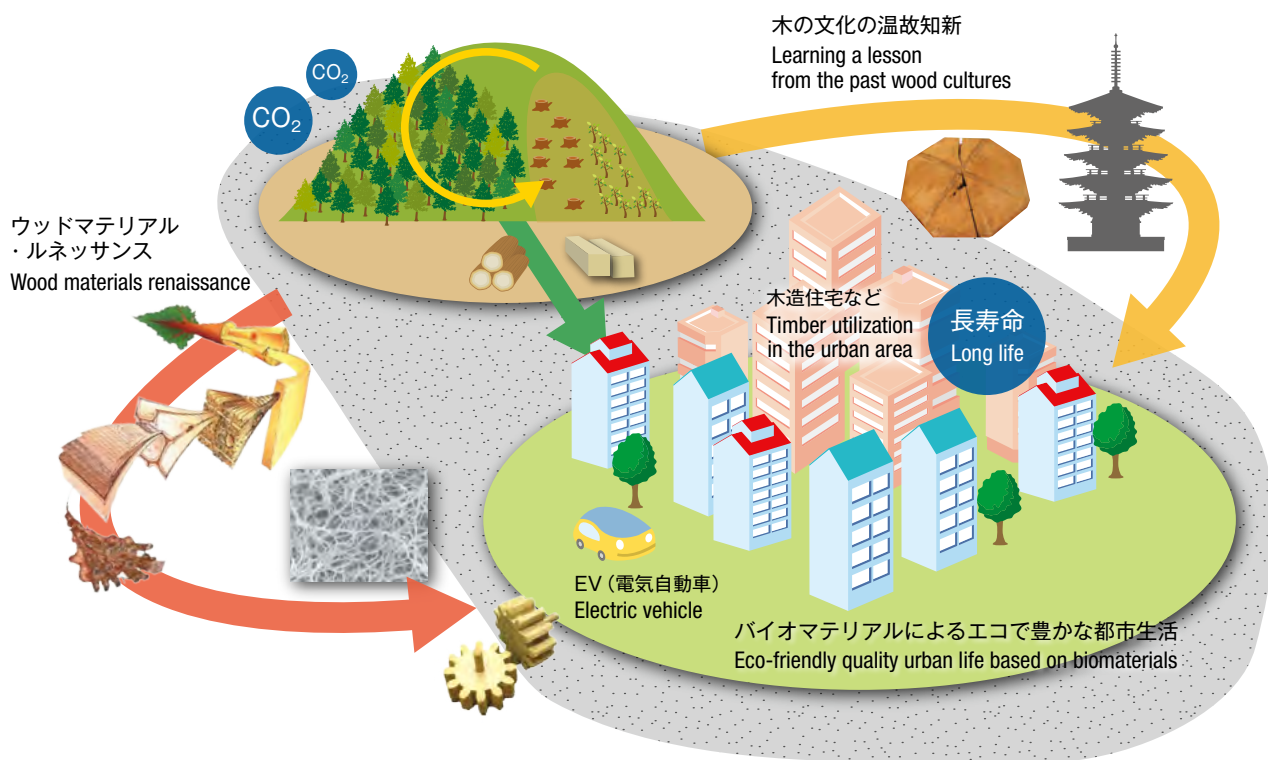 木の文化の温故知新
Learning a lesson
from the past wood cultures
CO₂
CO₂
ウッドマテリアル
・ルネッサンス
Wood materials renaissance
木造住宅など
Timber utilization
in the urban area
長寿命
Long life
EV（電気自動車）
Electric vehicle
バイオマテリアルによるエコで豊かな都市生活
Eco-friendly quality urban life based on biomaterials